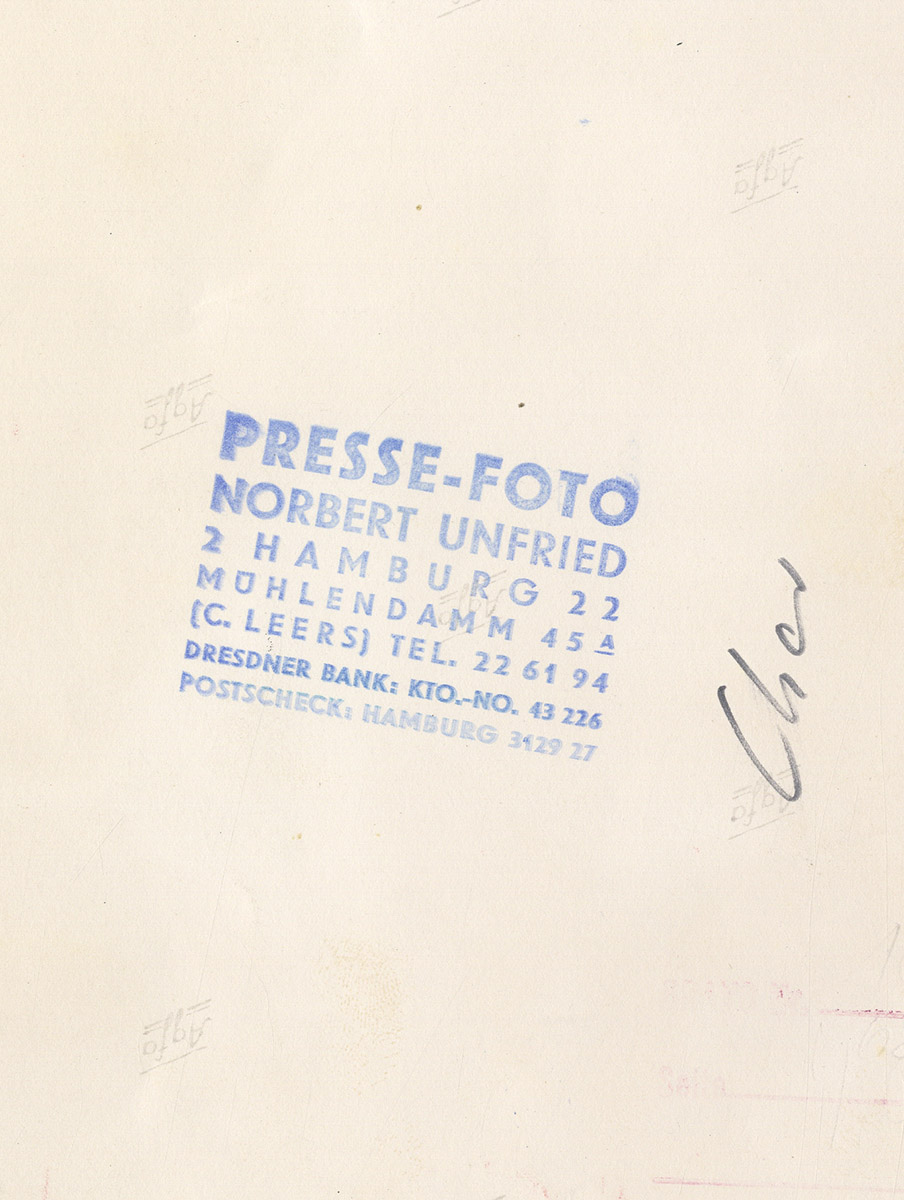 PRESSE-FOTO
NORBERT UNFRIED
2 HAMBURG 22
MÜHLENDAMM 45A
(C. LEERS) TEL. 22 61 94
DRESDNER BANK: KTO.-NO. 43 226
POSTSCHECK: HAMBURG 3129 27
Cher
Agfa
Agfa
Agfa
Agfa
Agfa